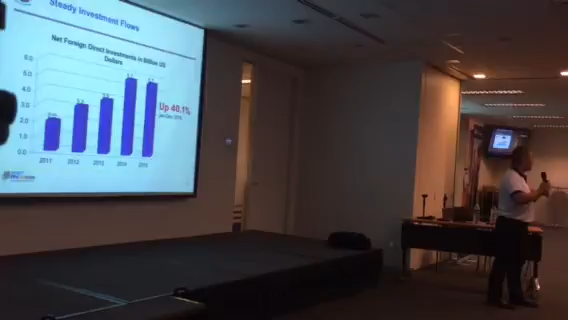 Steady Investment Flows
Net Foreign Direct Investments in Billion US
Dollars
6.0
5.0
4.0
3.0
2.0
1.0
0.0
2011 2012 2013 2014 2015
Up 40.1%